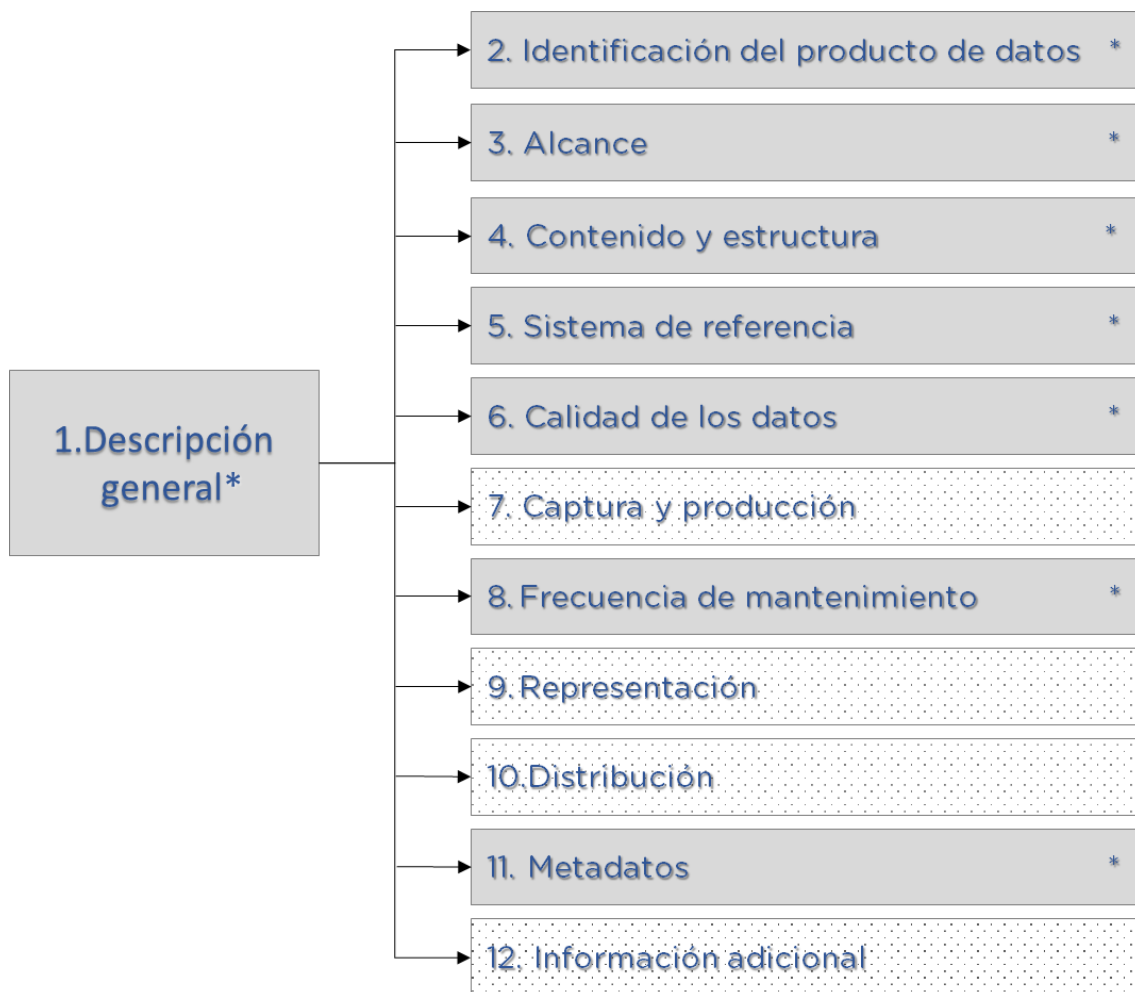 1.Descripción
general*
2. Identificación del producto de datos *
3. Alcance *
4. Contenido y estructura *
5. Sistema de referencia *
6. Calidad de los datos *
7. Captura y producción
8. Frecuencia de mantenimiento *
9. Representación
10.Distribución
11. Metadatos *
12. Información adicional